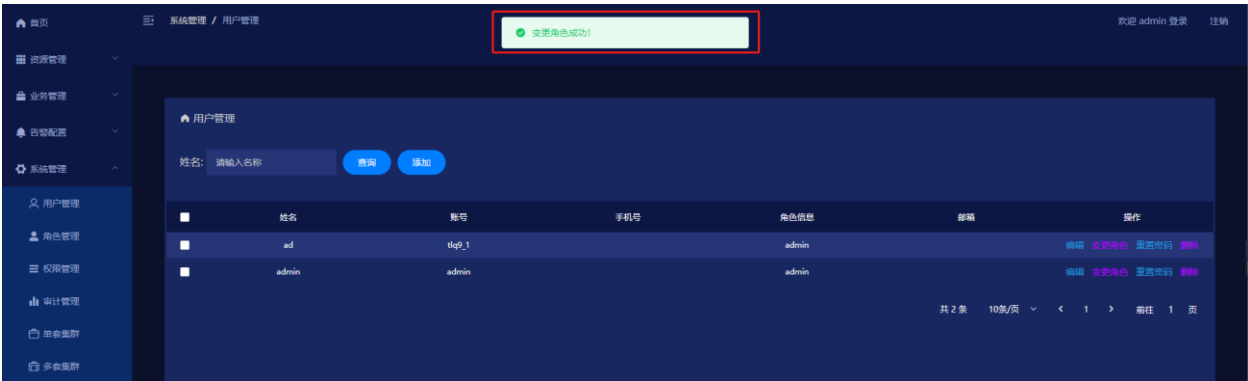 首页
系统管理 / 用户管理
变更角色成功!
欢迎 admin 登录 注销
资源管理
业务管理
告警配置
系统管理
用户管理
角色管理
权限管理
审计管理
单套集群
多套集群
用户管理
姓名: 请输入名称 查询 添加
姓名 账号 手机号 角色信息 邮箱 操作
ad tlq9_1 admin 编辑 变更角色 重置密码 删除
admin admin admin 编辑 变更角色 重置密码 删除
共 2 条 10条/页 < 1 > 前往 1 页